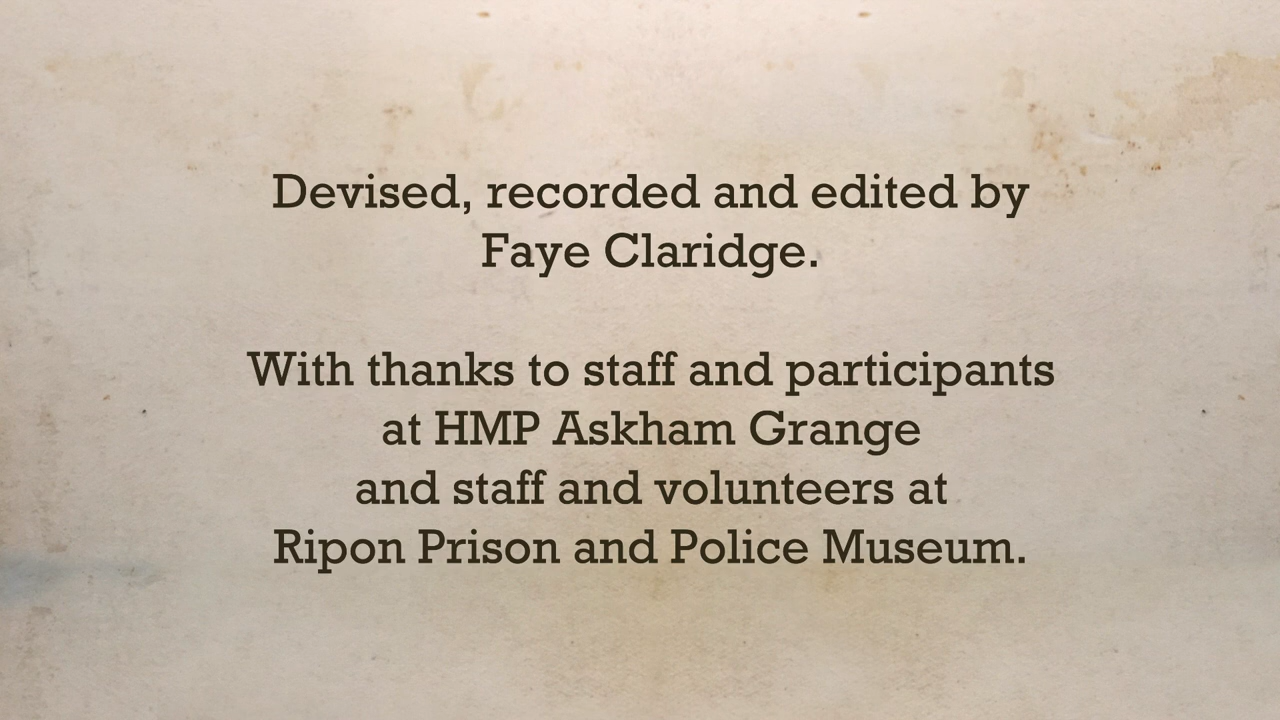 Devised, recorded and edited by
Faye Claridge.
With thanks to staff and participants
at HMP Askham Grange
and staff and volunteers at
Ripon Prison and Police Museum.